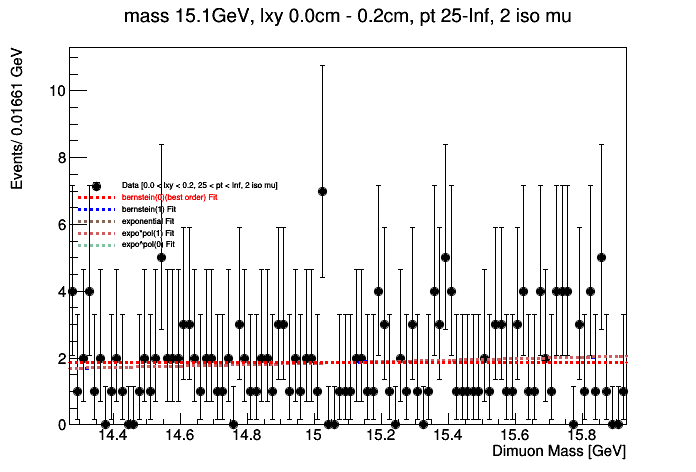 mass 15.1GeV, lxy 0.0cm - 0.2cm, pt 25-Inf, 2 iso mu
Events/ 0.01661 GeV
10
8
6
4
2
0
Data [0.0 < lxy < 0.2, 25 < pt < Inf, 2 iso mu]
bernstein(0)(best order) Fit
bernstein(1) Fit
exponential Fit
expo*pol(1) Fit
expo^pol(0) Fit
14.4 14.6 14.8 15 15.2 15.4 15.6 15.8
Dimuon Mass [GeV]